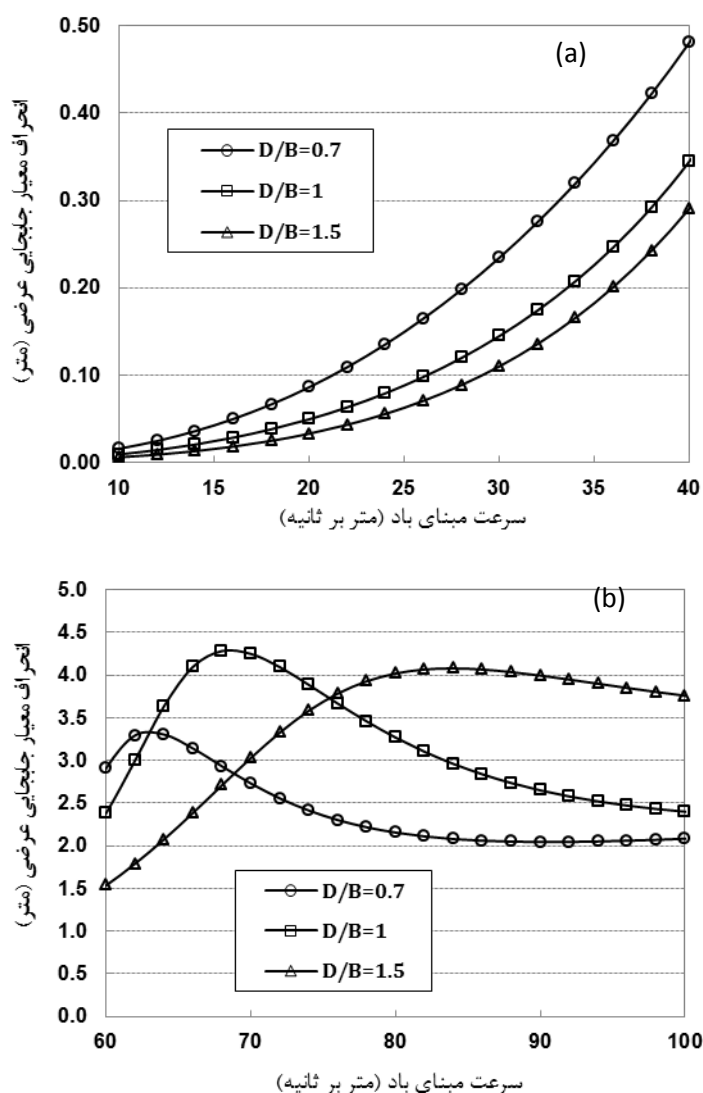 (a)
انحراف معیار جابجایی عرضی (متر)
0.50
0.40
0.30
0.20
0.10
0.00
D/B=0.7
D/B=1
D/B=1.5
10 15 20 25 30 35 40
سرعت مبنای باد (متر بر ثانیه)
(b)
انحراف معیار جابجایی عرضی (متر)
5.0
4.5
4.0
3.5
3.0
2.5
2.0
1.5
1.0
0.5
0.0
D/B=0.7
D/B=1
D/B=1.5
60 70 80 90 100
سرعت مبنای باد (متر بر ثانیه)